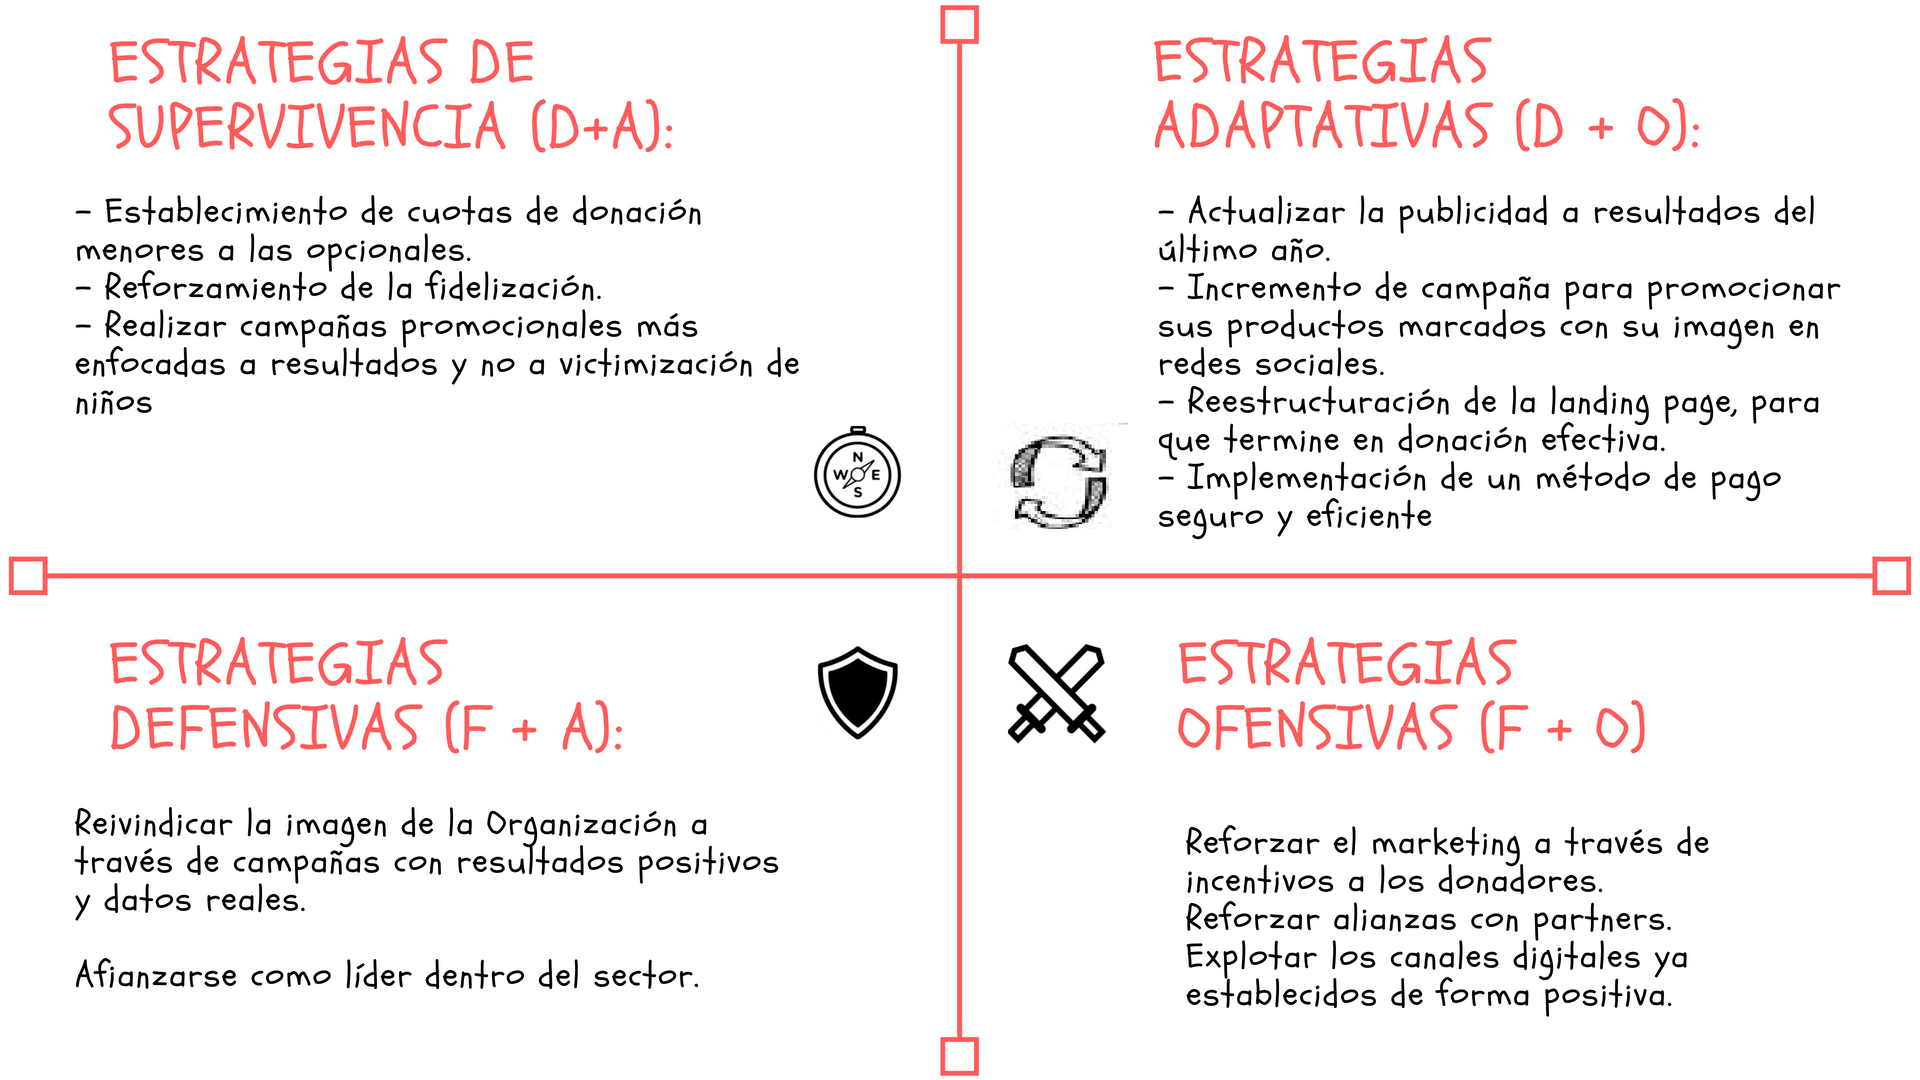 ESTRATEGIAS DE
SUPERVIVENCIA (D+A):
- Establecimiento de cuotas de donación
menores a las opcionales.
- Reforzamiento de la fidelización.
- Realizar campañas promocionales más
enfocadas a resultados y no a victimización de
niños
N
W E
S
ESTRATEGIAS
ADAPTATIVAS (D + O):
- Actualizar la publicidad a resultados del
último año.
- Incremento de campaña para promocionar
sus productos marcados con su imagen en
redes sociales.
- Reestructuración de la landing page, para
que termine en donación efectiva.
- Implementación de un método de pago
seguro y eficiente
ESTRATEGIAS
DEFENSIVAS (F + A):
Reivindicar la imagen de la Organización a
través de campañas con resultados positivos
y datos reales.
Afianzarse como líder dentro del sector.
ESTRATEGIAS
OFENSIVAS (F + O)
Reforzar el marketing a través de
incentivos a los donadores.
Reforzar alianzas con partners.
Explotar los canales digitales ya
establecidos de forma positiva.